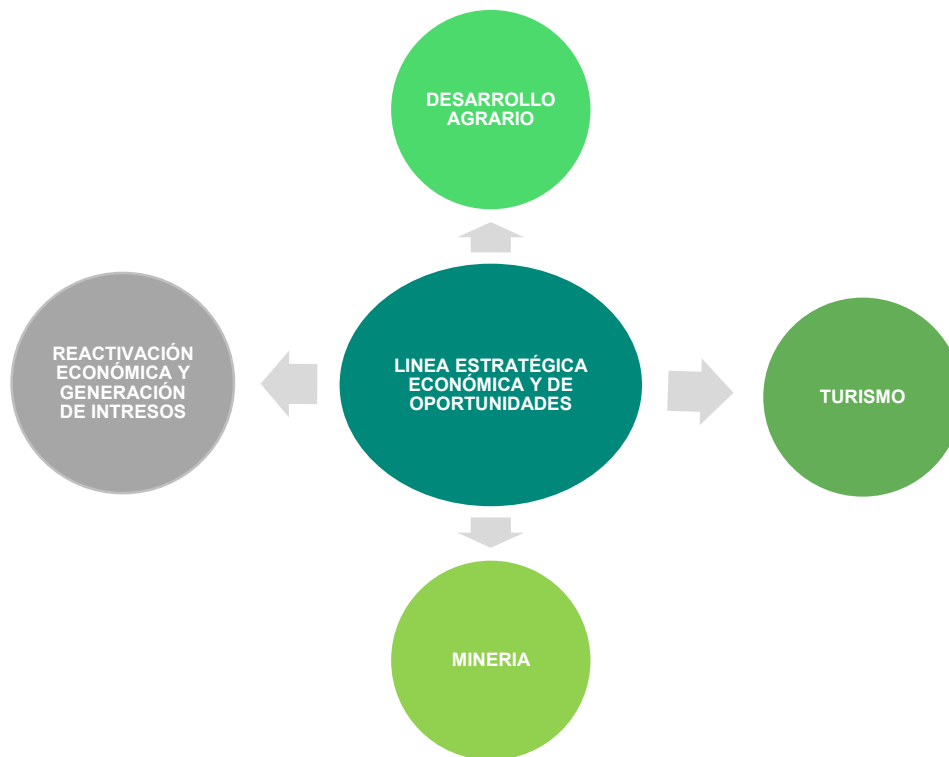 DESARROLLO
AGRARIO
REACTIVACIÓN
ECONÓMICA Y
GENERACIÓN
DE INTRESOS
LINEA ESTRATÉGICA
ECONÓMICA Y DE
OPORTUNIDADES
TURISMO
MINERIA